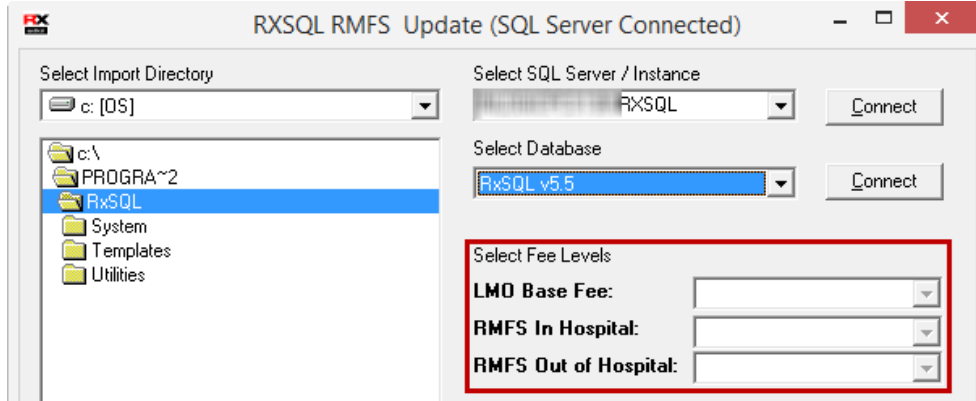 RX
RXSQL RMFS Update (SQL Server Connected)
Select Import Directory
c: [OS]
c:\
PROGRA~2
RxSQL
System
Templates
Utilities
Select SQL Server / Instance
RXSQL
Connect
Select Database
RxSQL v5.5
Connect
Select Fee Levels
LMO Base Fee:
RMFS In Hospital:
RMFS Out of Hospital: